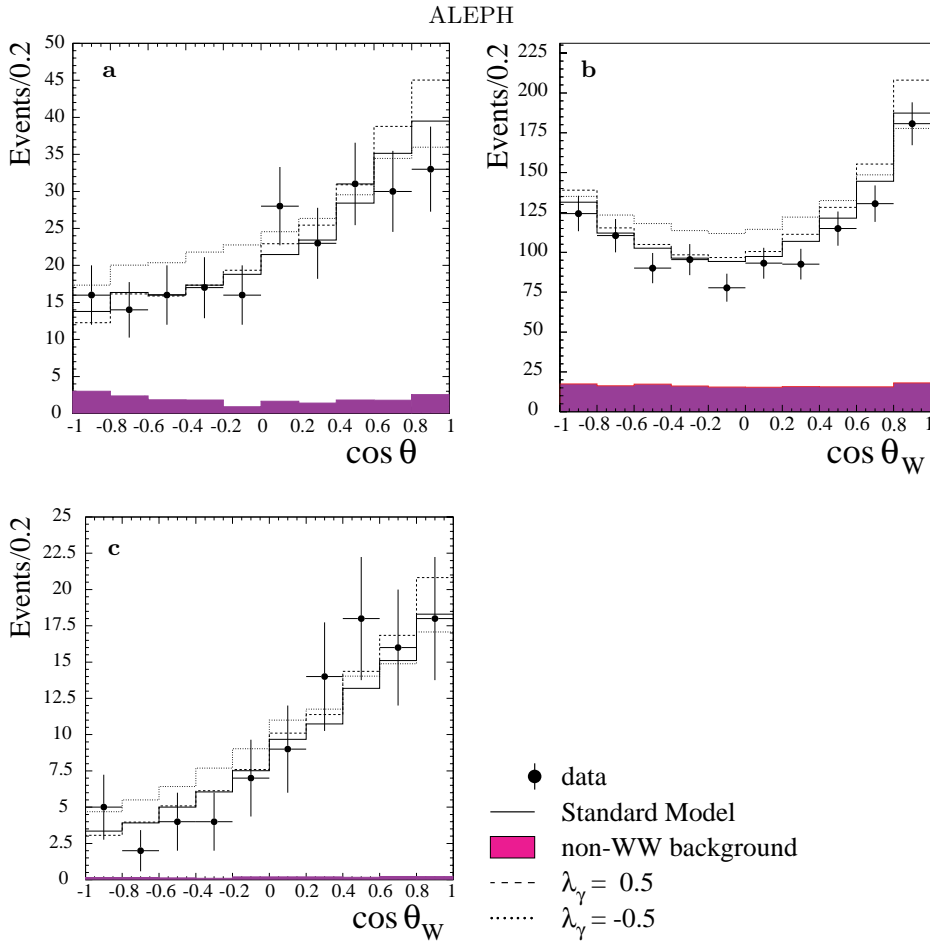 ALEPH
a
Events/0.2
50
45
40
35
30
25
20
15
10
5
0
-1 -0.8 -0.6 -0.4 -0.2 0 0.2 0.4 0.6 0.8 1
cos θ
b
Events/0.2
225
200
175
150
125
100
75
50
25
0
-1 -0.8 -0.6 -0.4 -0.2 0 0.2 0.4 0.6 0.8 1
cos θW
c
Events/0.2
25
22.5
20
17.5
15
12.5
10
7.5
5
2.5
0
-1 -0.8 -0.6 -0.4 -0.2 0 0.2 0.4 0.6 0.8 1
cos θW
data
Standard Model
non-WW background
λγ = 0.5
λγ = -0.5